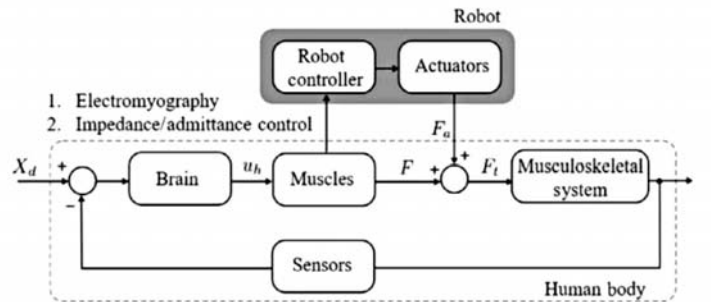 Robot
Robot
controller
Actuators
1. Electromyography
2. Impedance/admittance control
F_a
X_d
+
−
Brain
u_h
Muscles
F
+
+
F_t
Musculoskeletal
system
Sensors
Human body